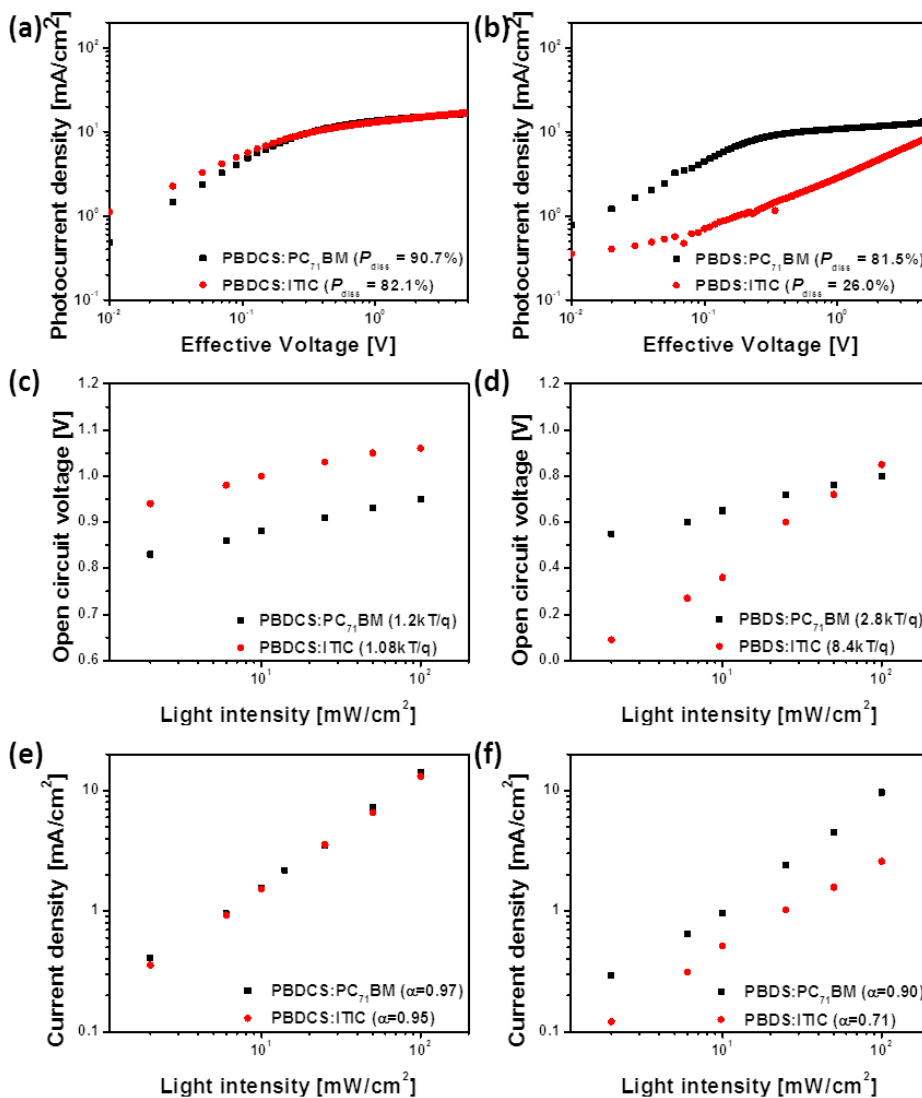 (a)
Photocurrent density [mA/cm²]
10²
10¹
10⁰
10⁻¹
PBDCS:PC₇₁BM (P_diss = 90.7%)
PBDCS:ITIC (P_diss = 82.1%)
10⁻²
10⁻¹
10⁰
Effective Voltage [V]
(b)
Photocurrent density [mA/cm²]
10²
10¹
10⁰
10⁻¹
PBDS:PC₇₁BM (P_diss = 81.5%)
PBDS:ITIC (P_diss = 26.0%)
10⁻²
10⁻¹
10⁰
Effective Voltage [V]
(c)
Open circuit voltage [V]
1.2
1.1
1.0
0.9
0.8
0.7
0.6
PBDCS:PC₇₁BM (1.2kT/q)
PBDCS:ITIC (1.08kT/q)
10¹
10²
Light intensity [mW/cm²]
(d)
Open circuit voltage [V]
1.2
1.0
0.8
0.6
0.4
0.2
0.0
PBDS:PC₇₁BM (2.8kT/q)
PBDS:ITIC (8.4kT/q)
10¹
10²
Light intensity [mW/cm²]
(e)
Current density [mA/cm²]
10
1
0.1
PBDCS:PC₇₁BM (α=0.97)
PBDCS:ITIC (α=0.95)
10¹
10²
Light intensity [mW/cm²]
(f)
Current density [mA/cm²]
10
1
0.1
PBDS:PC₇₁BM (α=0.90)
PBDS:ITIC (α=0.71)
10¹
10²
Light intensity [mW/cm²]